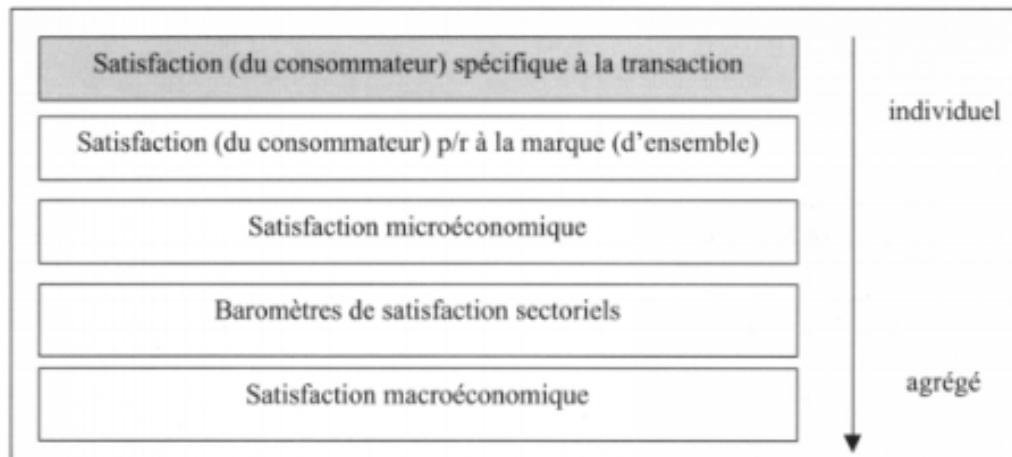 Satisfaction (du consommateur) spécifique à la transaction
individuel
Satisfaction (du consommateur) p/r à la marque (d'ensemble)
Satisfaction microéconomique
Baromètres de satisfaction sectoriels
agrégé
Satisfaction macroéconomique